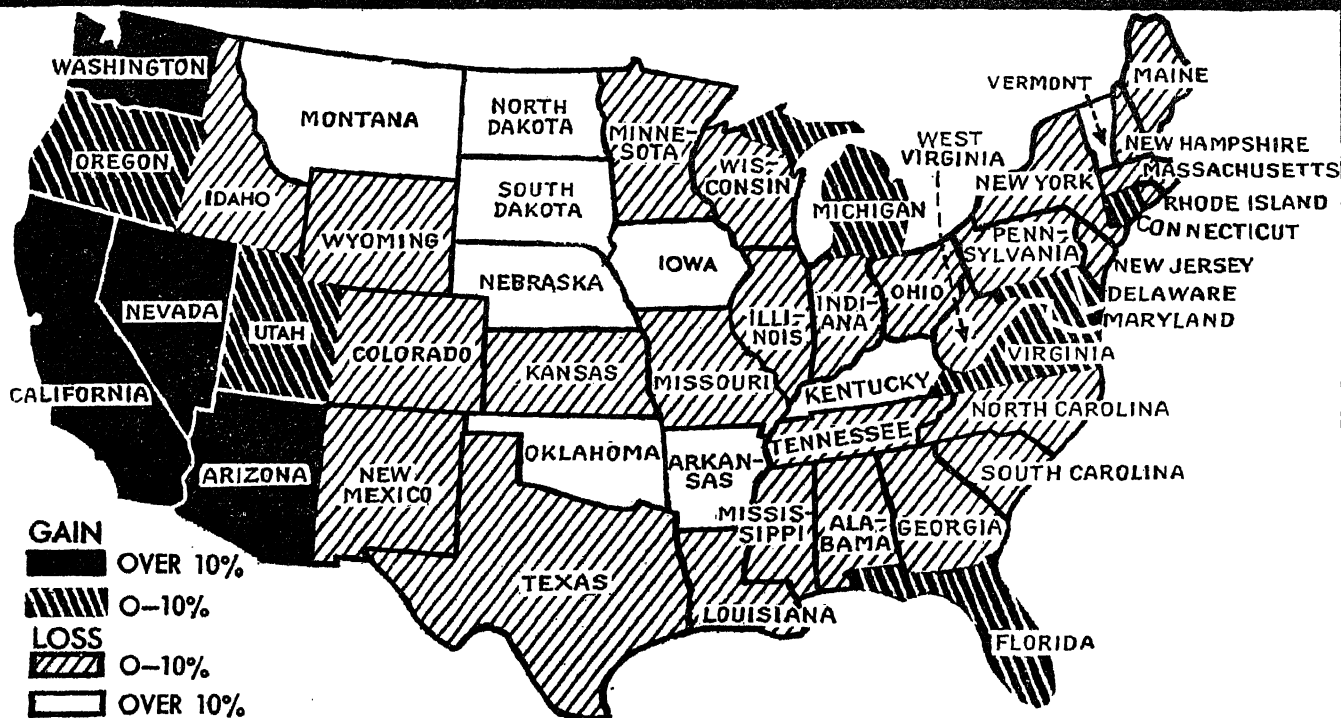 WASHINGTON
OREGON
IDAHO
MONTANA
NORTH
DAKOTA
SOUTH
DAKOTA
MINNE-
SOTA
WIS-
CONSIN
MICHIGAN
WEST
VIRGINIA
VERMONT
MAINE
NEW HAMPSHIRE
MASSACHUSETTS
NEW YORK
RHODE ISLAND
CONNECTICUT
WYOMING
NEBRASKA
IOWA
PENN-
SYLVANIA
NEW JERSEY
DELAWARE
MARYLAND
NEVADA
UTAH
COLORADO
KANSAS
MISSOURI
ILLI-
NOIS
INDI-
ANA
OHIO
VIRGINIA
KENTUCKY
CALIFORNIA
ARIZONA
NEW
MEXICO
OKLAHOMA
ARKAN-
SAS
TENNESSEE
NORTH CAROLINA
SOUTH CAROLINA
MISSIS-
SIPPI
ALA-
BAMA
GEORGIA
TEXAS
LOUISIANA
FLORIDA
GAIN
OVER 10%
0–10%
LOSS
0–10%
OVER 10%